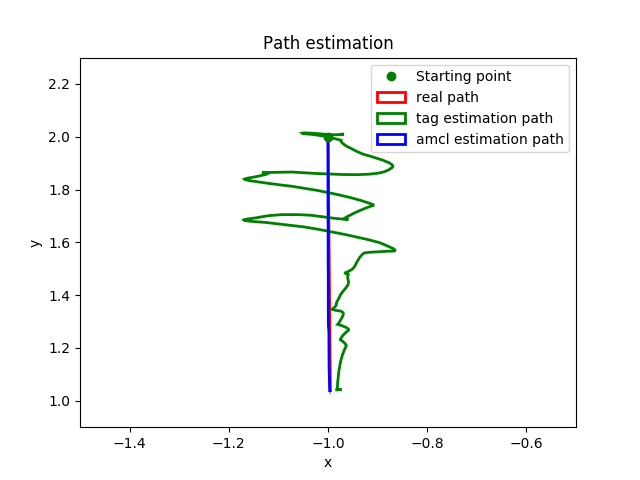 Path estimation
Starting point
real path
tag estimation path
amcl estimation path
2.2
2.0
1.8
1.6
1.4
1.2
1.0
y
−1.4
−1.2
−1.0
−0.8
−0.6
x